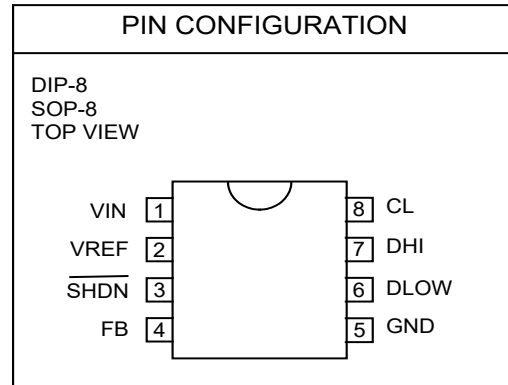 PIN CONFIGURATION
DIP-8
SOP-8
TOP VIEW
VIN 1 8 CL
VREF 2 7 DHI
SHDN 3 6 DLOW
FB 4 5 GND